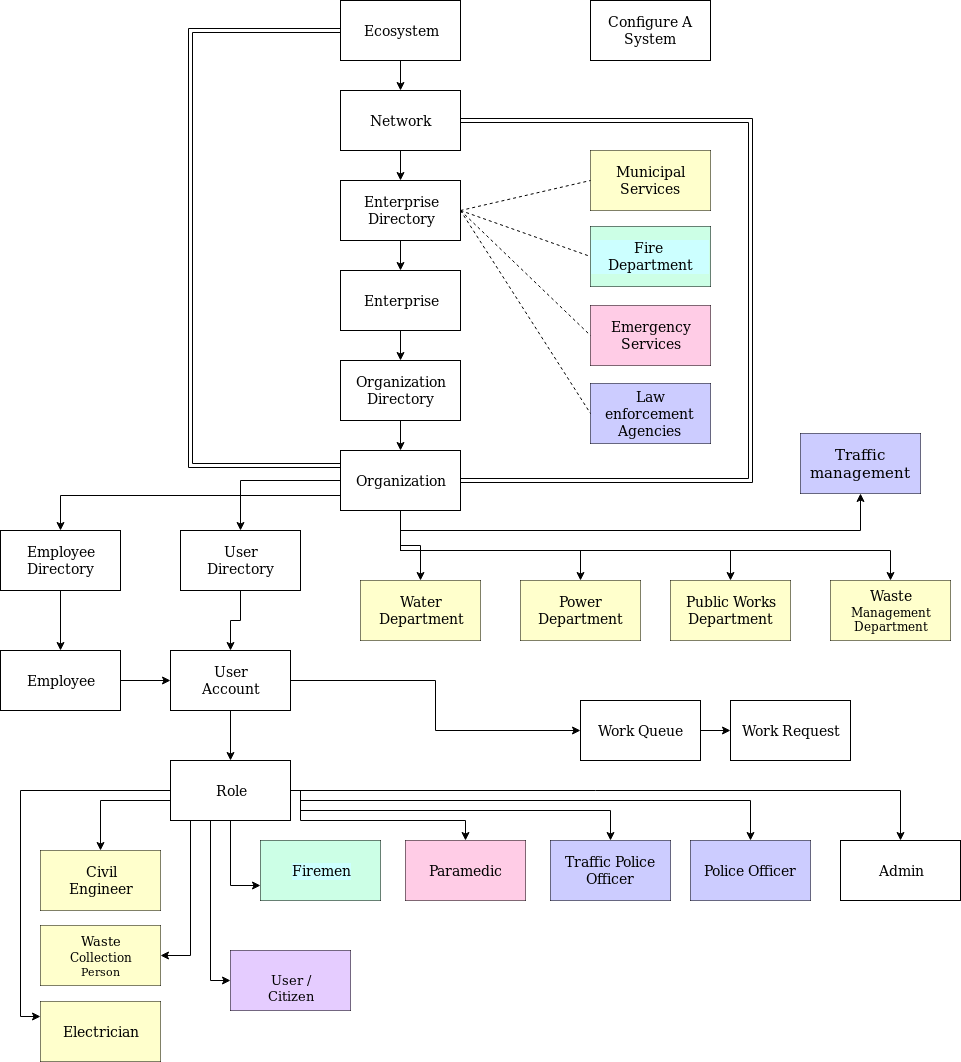 Ecosystem
Configure A
System
Network
Municipal
Services
Enterprise
Directory
Fire
Department
Enterprise
Emergency
Services
Organization
Directory
Law
enforcement
Agencies
Traffic
management
Organization
Employee
Directory
User
Directory
Water
Department
Power
Department
Public Works
Department
Waste
Management
Department
Employee
User
Account
Work Queue
Work Request
Role
Civil
Engineer
Firemen
Paramedic
Traffic Police
Officer
Police Officer
Admin
Waste
Collection
Person
User /
Citizen
Electrician